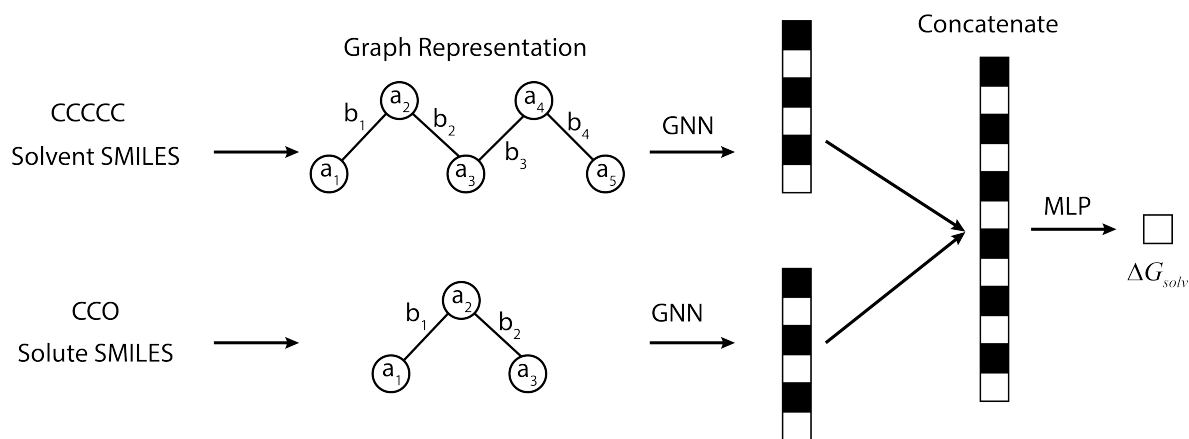 Graph Representation
Concatenate
CCCCC
Solvent SMILES
a₁
b₁
a₂
b₂
a₃
b₃
a₄
b₄
a₅
GNN
MLP
ΔG_solv
CCO
Solute SMILES
a₁
b₁
a₂
b₂
a₃
GNN